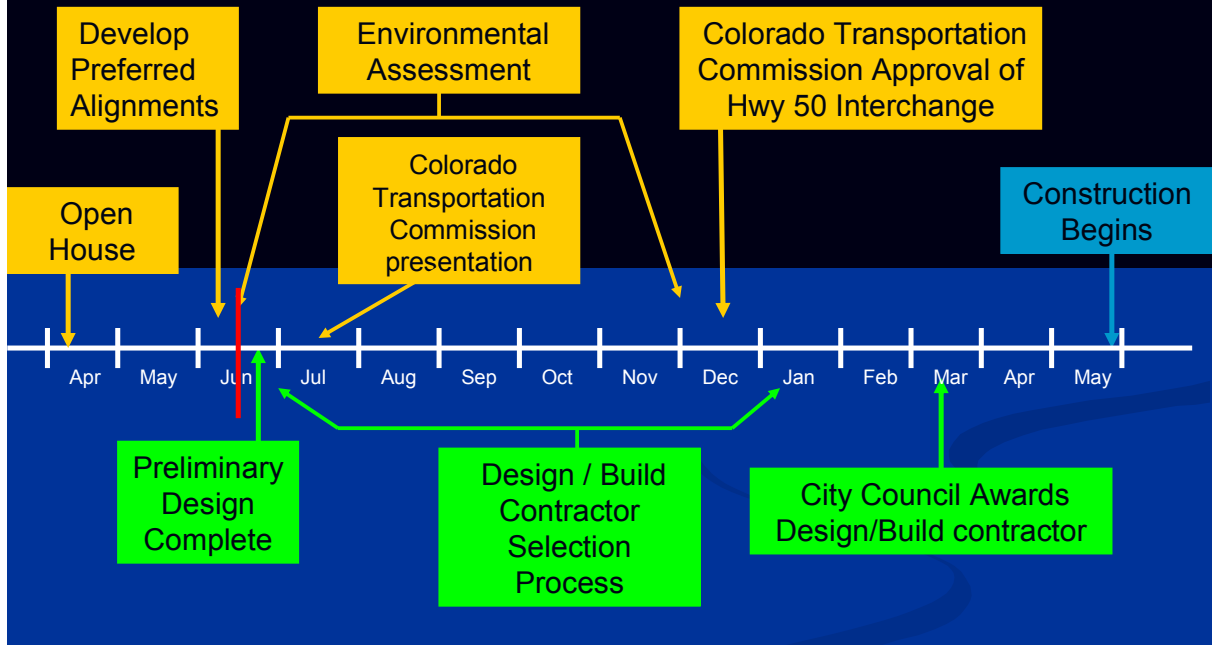 Develop
Preferred
Alignments
Environmental
Assessment
Colorado Transportation
Commission Approval of
Hwy 50 Interchange
Colorado
Transportation
Commission
presentation
Open
House
Construction
Begins
Apr May Jun Jul Aug Sep Oct Nov Dec Jan Feb Mar Apr May
Preliminary
Design
Complete
Design / Build
Contractor
Selection
Process
City Council Awards
Design/Build contractor